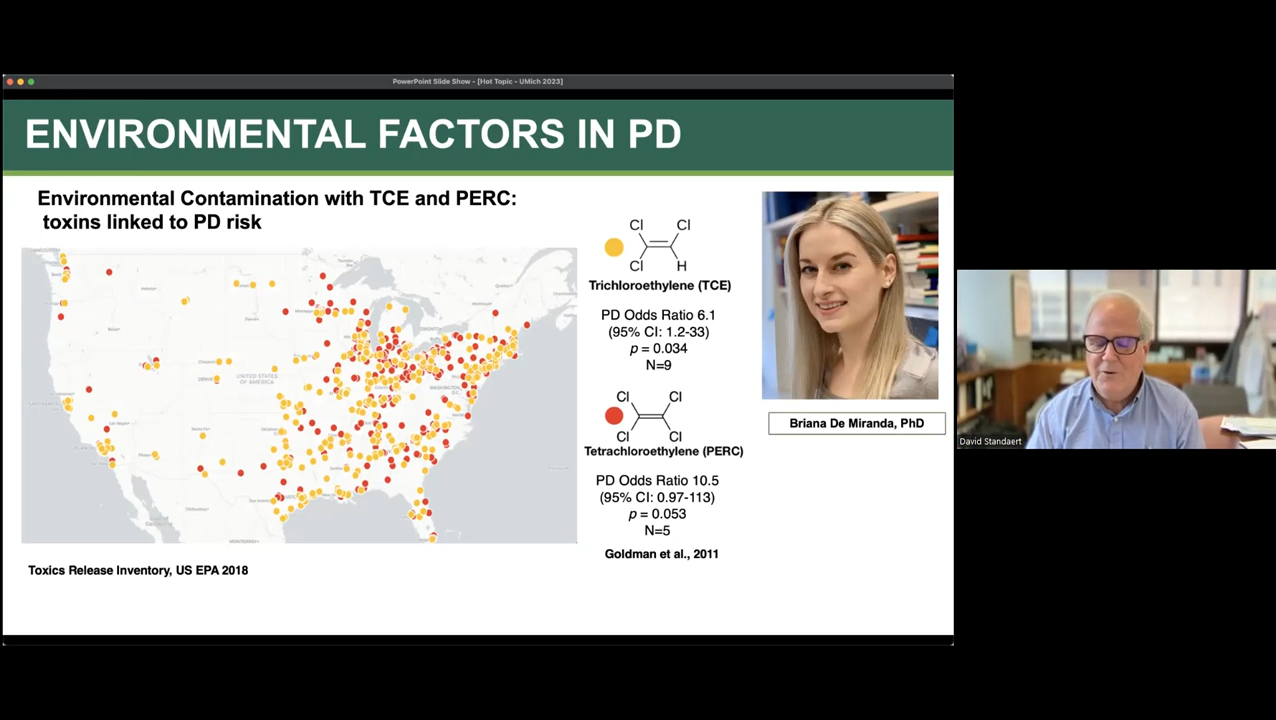 PowerPoint Slide Show - [Hot Topic - UMich 2023]
ENVIRONMENTAL FACTORS IN PD
Environmental Contamination with TCE and PERC:
toxins linked to PD risk
UNITED STATES
OF AMERICA
MONTERREY
Toxics Release Inventory, US EPA 2018
Cl
Cl
Cl
H
Trichloroethylene (TCE)
PD Odds Ratio 6.1
(95% CI: 1.2-33)
p = 0.034
N=9
Cl
Cl
Cl
Cl
Tetrachloroethylene (PERC)
PD Odds Ratio 10.5
(95% CI: 0.97-113)
p = 0.053
N=5
Goldman et al., 2011
Briana De Miranda, PhD
David Standaert